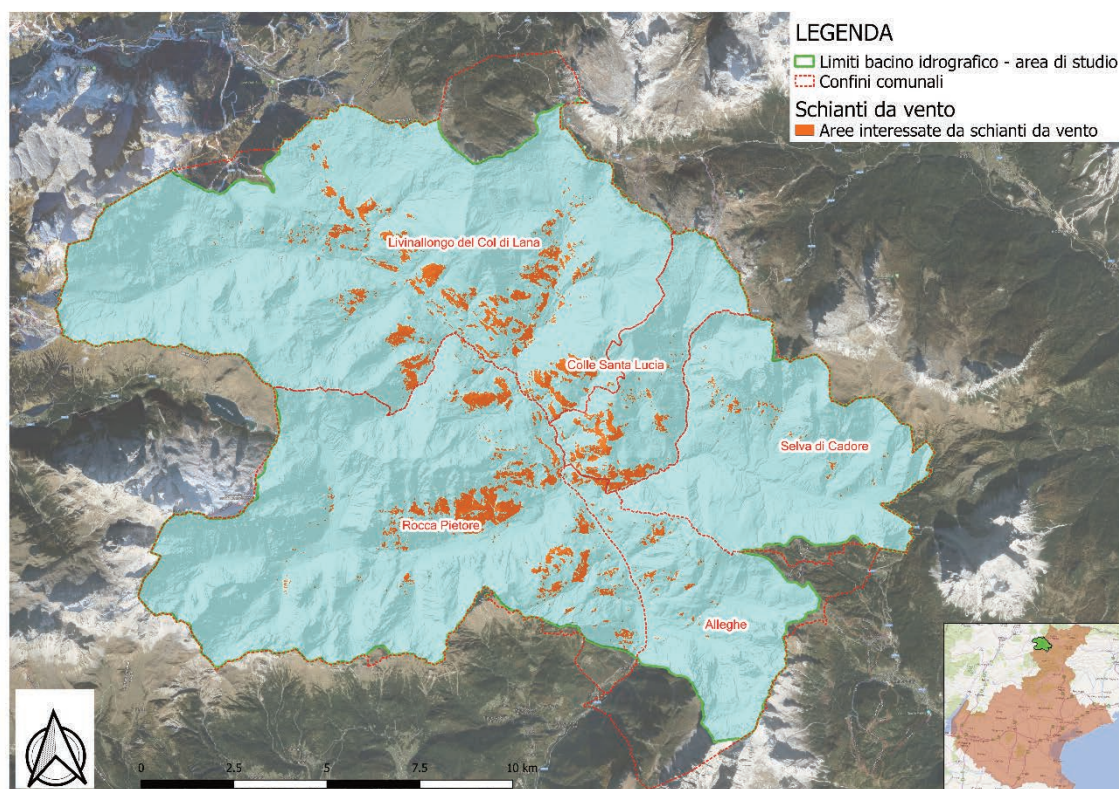 LEGENDA
Limiti bacino idrografico - area di studio
Confini comunali
Schianti da vento
Aree interessate da schianti da vento
Livinallongo del Col di Lana
Colle Santa Lucia
Selva di Cadore
Rocca Pietore
Alleghe
0 2.5 5 7.5 10 km